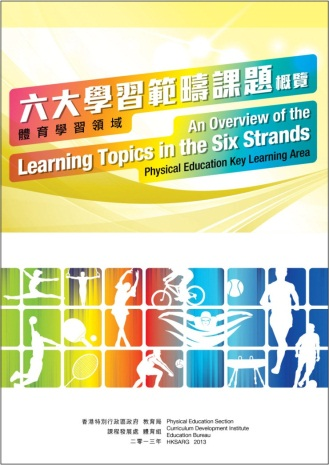 六大學習範疇課題概覽
體育學習領域
An Overview of the
Learning Topics in the Six Strands
Physical Education Key Learning Area
香港特別行政區政府 教育局 Physical Education Section
課程發展處 體育組 Curriculum Development Institute
Education Bureau
二零一三年 HKSARG 2013